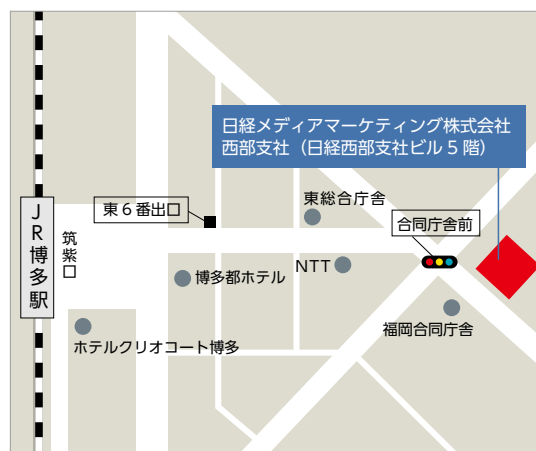 日経メディアマーケティング株式会社
西部支社（日経西部支社ビル5階）
東6番出口
東総合庁舎
合同庁舎前
JR博多駅
筑紫口
NTT
博多都ホテル
福岡合同庁舎
ホテルクリオコート博多